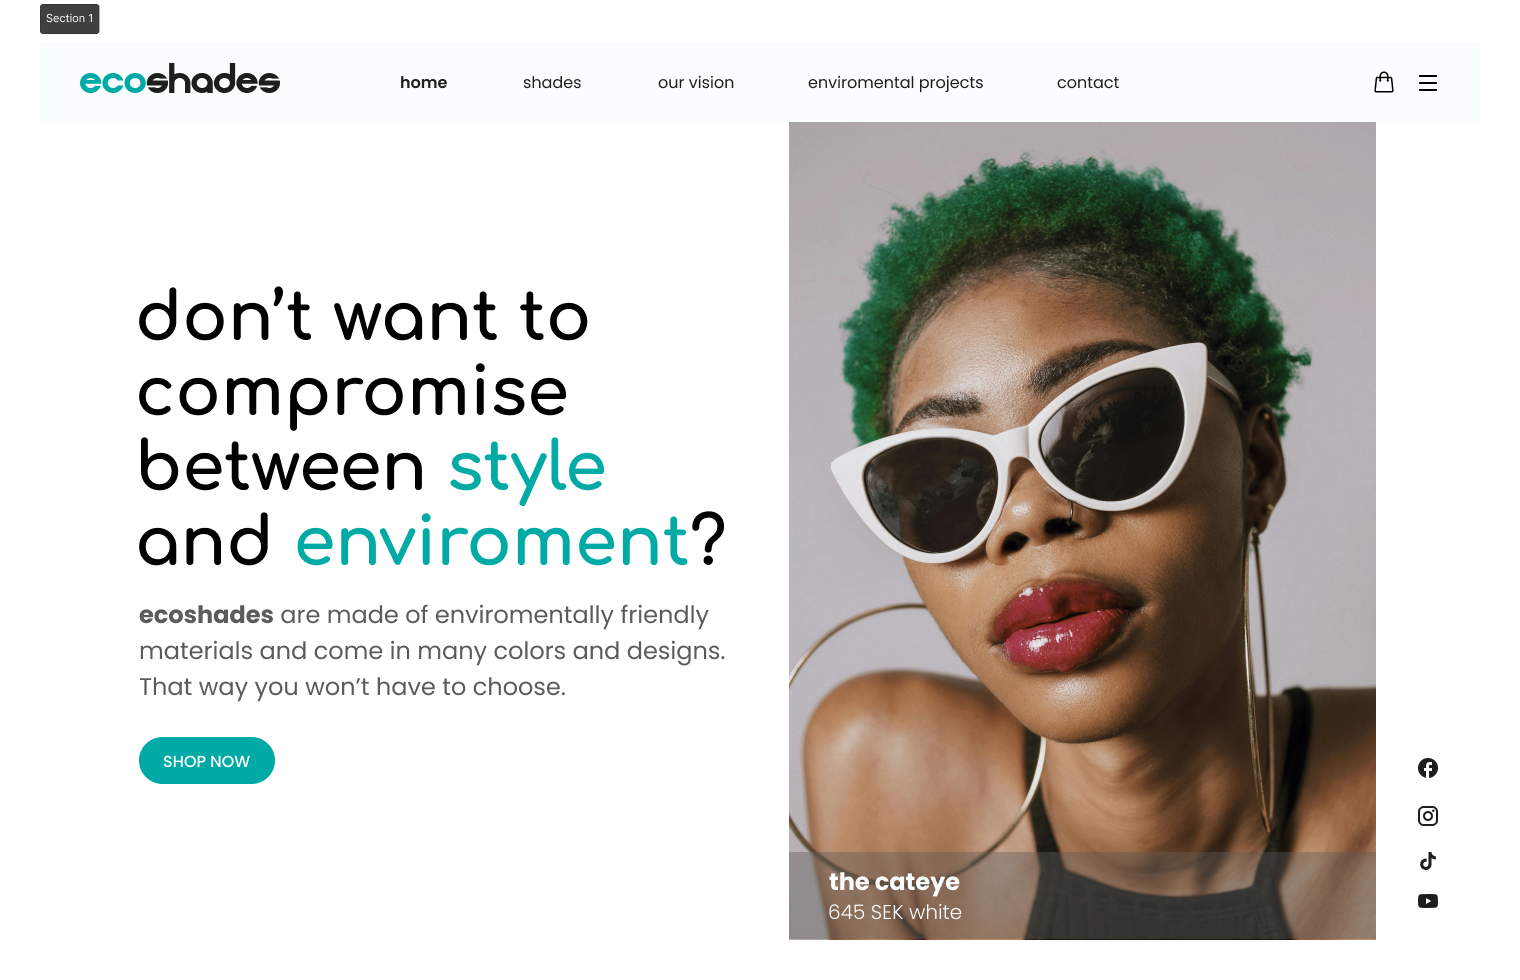 Section 1
ecoshades
home shades our vision enviromental projects contact
don’t want to
compromise
between style
and enviroment?
ecoshades are made of enviromentally friendly
materials and come in many colors and designs.
That way you won’t have to choose.
SHOP NOW
the cateye
645 SEK white